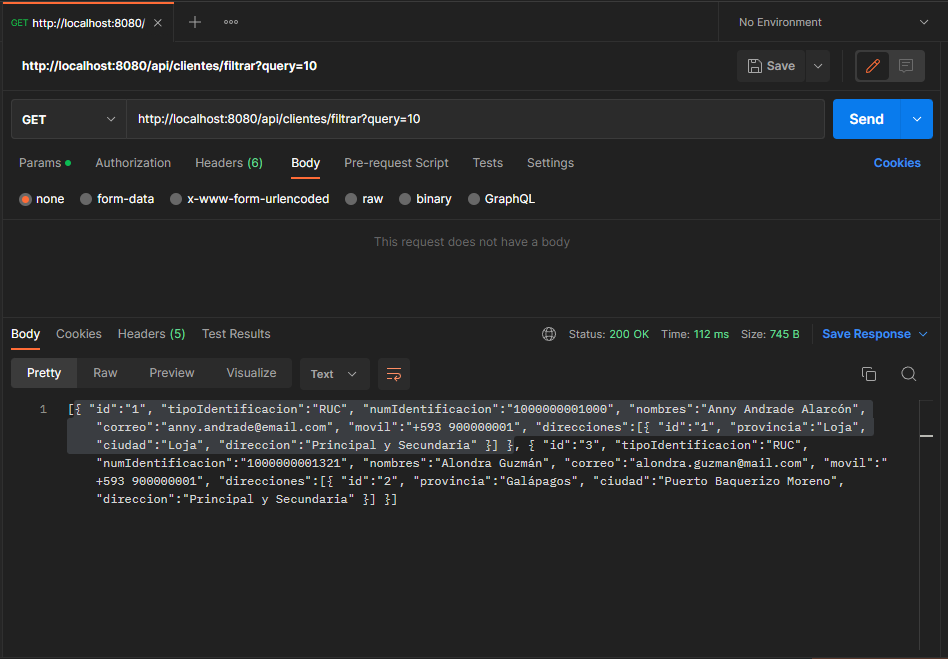 GET http://localhost:8080/
No Environment
http://localhost:8080/api/clientes/filtrar?query=10
Save
GET
http://localhost:8080/api/clientes/filtrar?query=10
Send
Params Authorization Headers (6) Body Pre-request Script Tests Settings Cookies
none form-data x-www-form-urlencoded raw binary GraphQL
This request does not have a body
Body Cookies Headers (5) Test Results Status: 200 OK Time: 112 ms Size: 745 B Save Response
Pretty Raw Preview Visualize Text
1 [{ "id":"1", "tipoIdentificacion":"RUC", "numIdentificacion":"1000000001000", "nombres":"Anny Andrade Alarcón",
"correo":"anny.andrade@email.com", "movil":"+593 900000001", "direcciones":[{ "id":"1", "provincia":"Loja",
"ciudad":"Loja", "direccion":"Principal y Secundaria" }] }, { "id":"3", "tipoIdentificacion":"RUC",
"numIdentificacion":"1000000001321", "nombres":"Alondra Guzmán", "correo":"alondra.guzman@mail.com", "movil":"
+593 900000001", "direcciones":[{ "id":"2", "provincia":"Galápagos", "ciudad":"Puerto Baquerizo Moreno",
"direccion":"Principal y Secundaria" }] }]